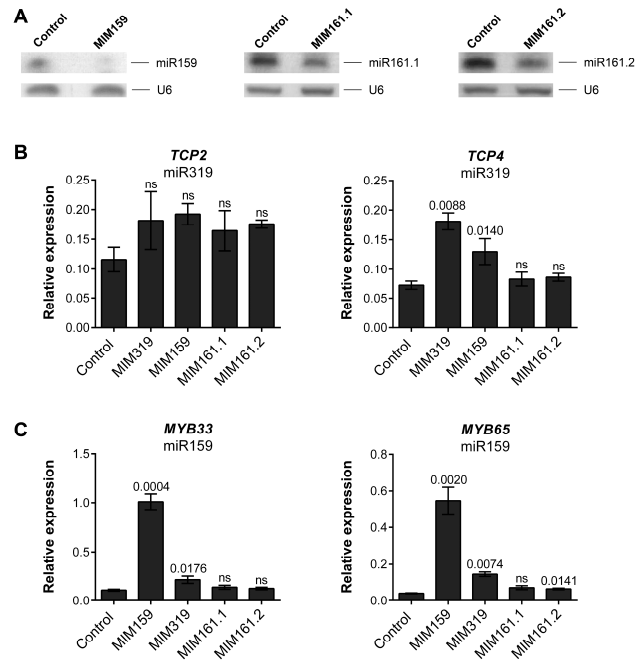 A
Control MIM159
miR159
U6
Control MIM161.1
miR161.1
U6
Control MIM161.2
miR161.2
U6
B
TCP2
miR319
Relative expression
0.25
0.20
0.15
0.10
0.05
0.00
ns ns ns ns
Control MIM319 MIM159 MIM161.1 MIM161.2
TCP4
miR319
Relative expression
0.25
0.20
0.15
0.10
0.05
0.00
0.0088 0.0140 ns ns
Control MIM319 MIM159 MIM161.1 MIM161.2
C
MYB33
miR159
Relative expression
1.5
1.0
0.5
0.0
0.0004 0.0176 ns ns
Control MIM159 MIM319 MIM161.1 MIM161.2
MYB65
miR159
Relative expression
0.8
0.6
0.4
0.2
0.0
0.0020 0.0074 ns 0.0141
Control MIM159 MIM319 MIM161.1 MIM161.2